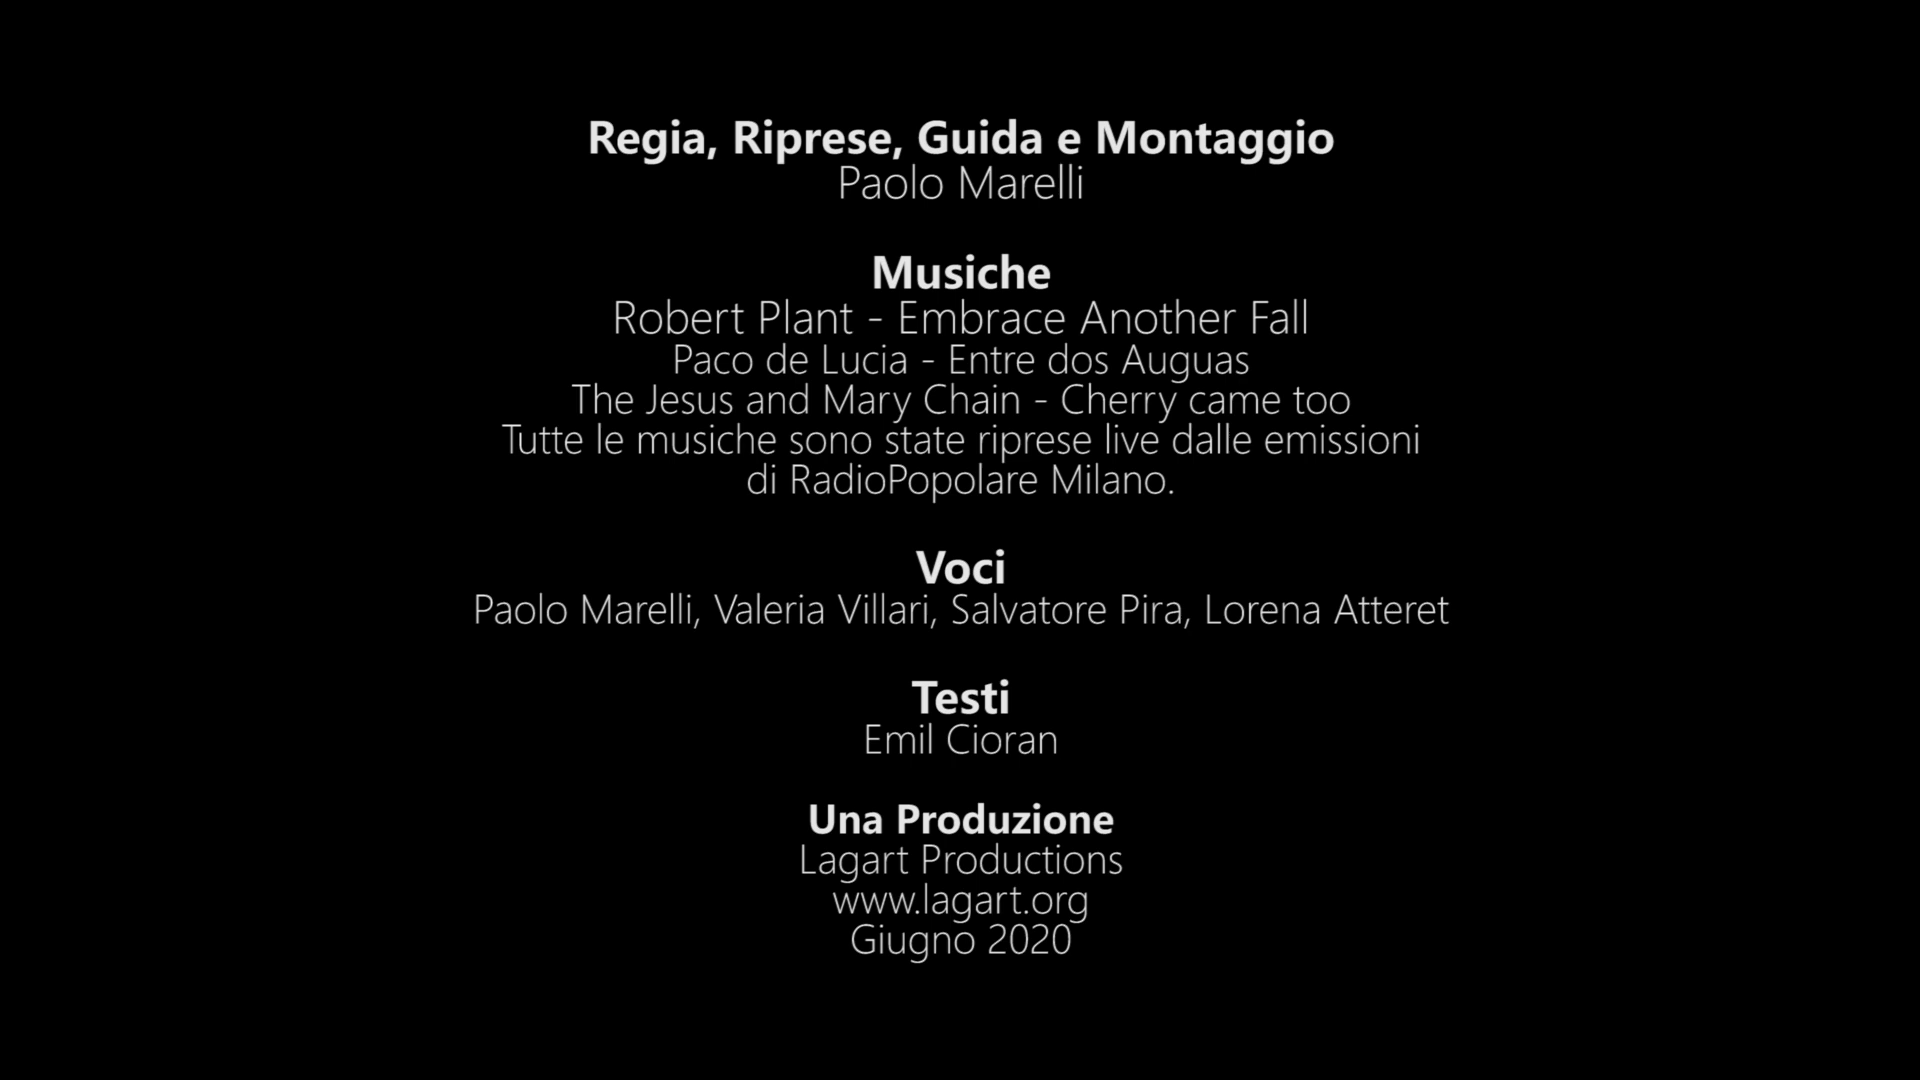 Regia, Riprese, Guida e Montaggio
Paolo Marelli
Musiche
Robert Plant - Embrace Another Fall
Paco de Lucia - Entre dos Auguas
The Jesus and Mary Chain - Cherry came too
Tutte le musiche sono state riprese live dalle emissioni
di RadioPopolare Milano.
Voci
Paolo Marelli, Valeria Villari, Salvatore Pira, Lorena Atteret
Testi
Emil Cioran
Una Produzione
Lagart Productions
www.lagart.org
Giugno 2020